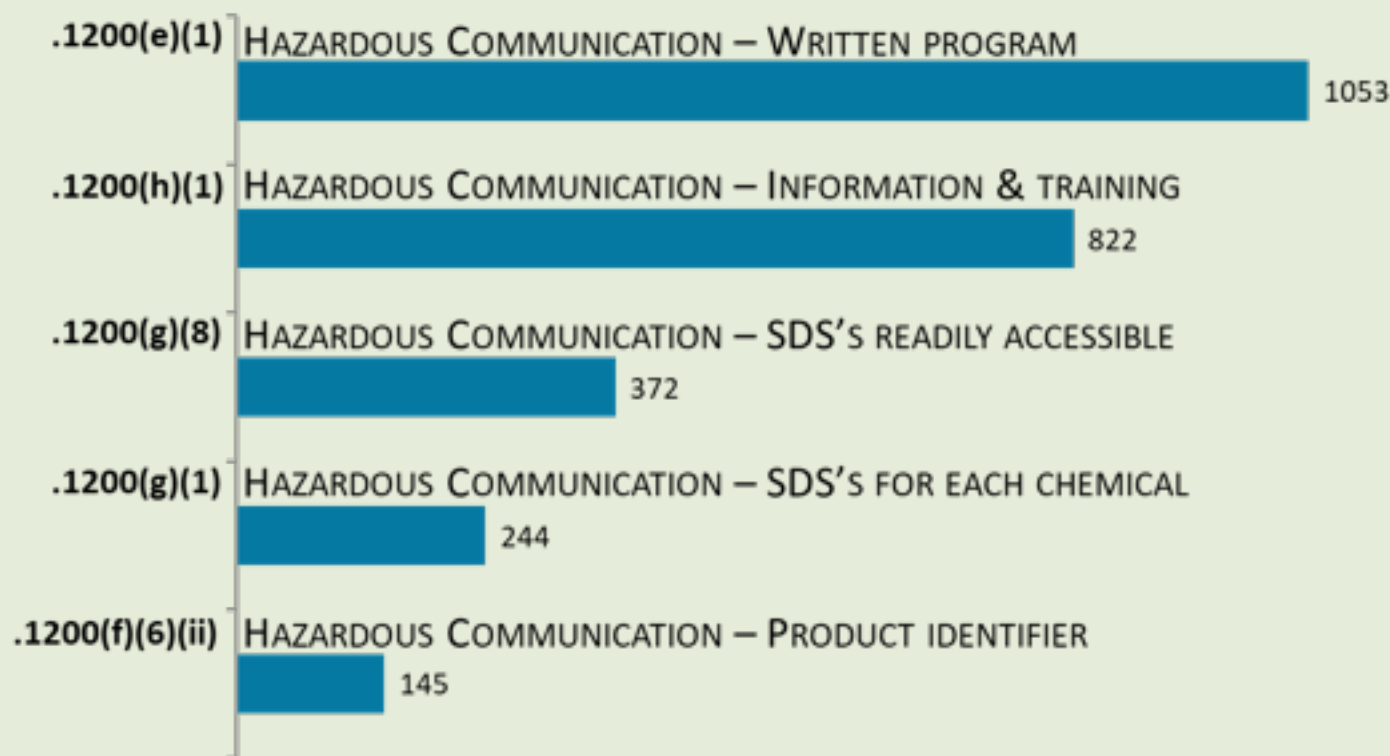 .1200(e)(1) HAZARDOUS COMMUNICATION – WRITTEN PROGRAM
1053
.1200(h)(1) HAZARDOUS COMMUNICATION – INFORMATION & TRAINING
822
.1200(g)(8) HAZARDOUS COMMUNICATION – SDS'S READILY ACCESSIBLE
372
.1200(g)(1) HAZARDOUS COMMUNICATION – SDS'S FOR EACH CHEMICAL
244
.1200(f)(6)(ii) HAZARDOUS COMMUNICATION – PRODUCT IDENTIFIER
145